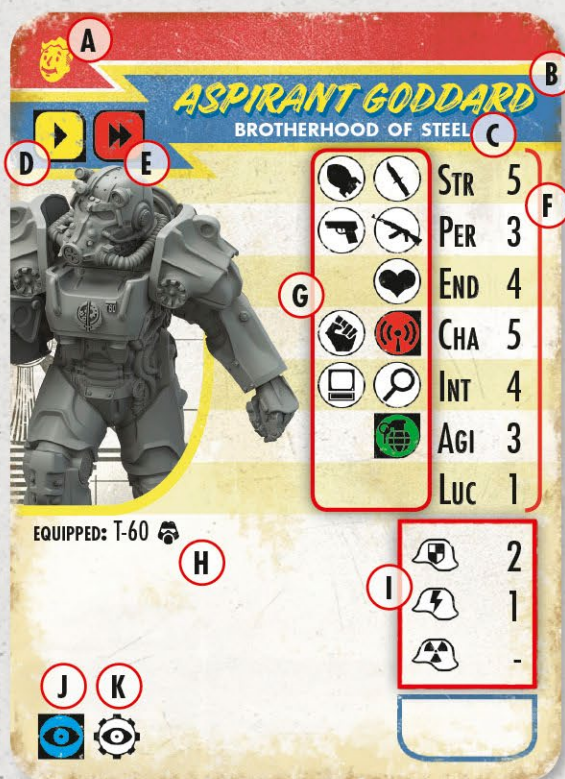 A
B
ASPIRANT GODDARD
BROTHERHOOD OF STEEL
C
D
E
F
STR 5
PER 3
G
END 4
CHA 5
INT 4
AGI 3
LUC 1
EQUIPPED: T-60
H
I
2
1
-
J
K